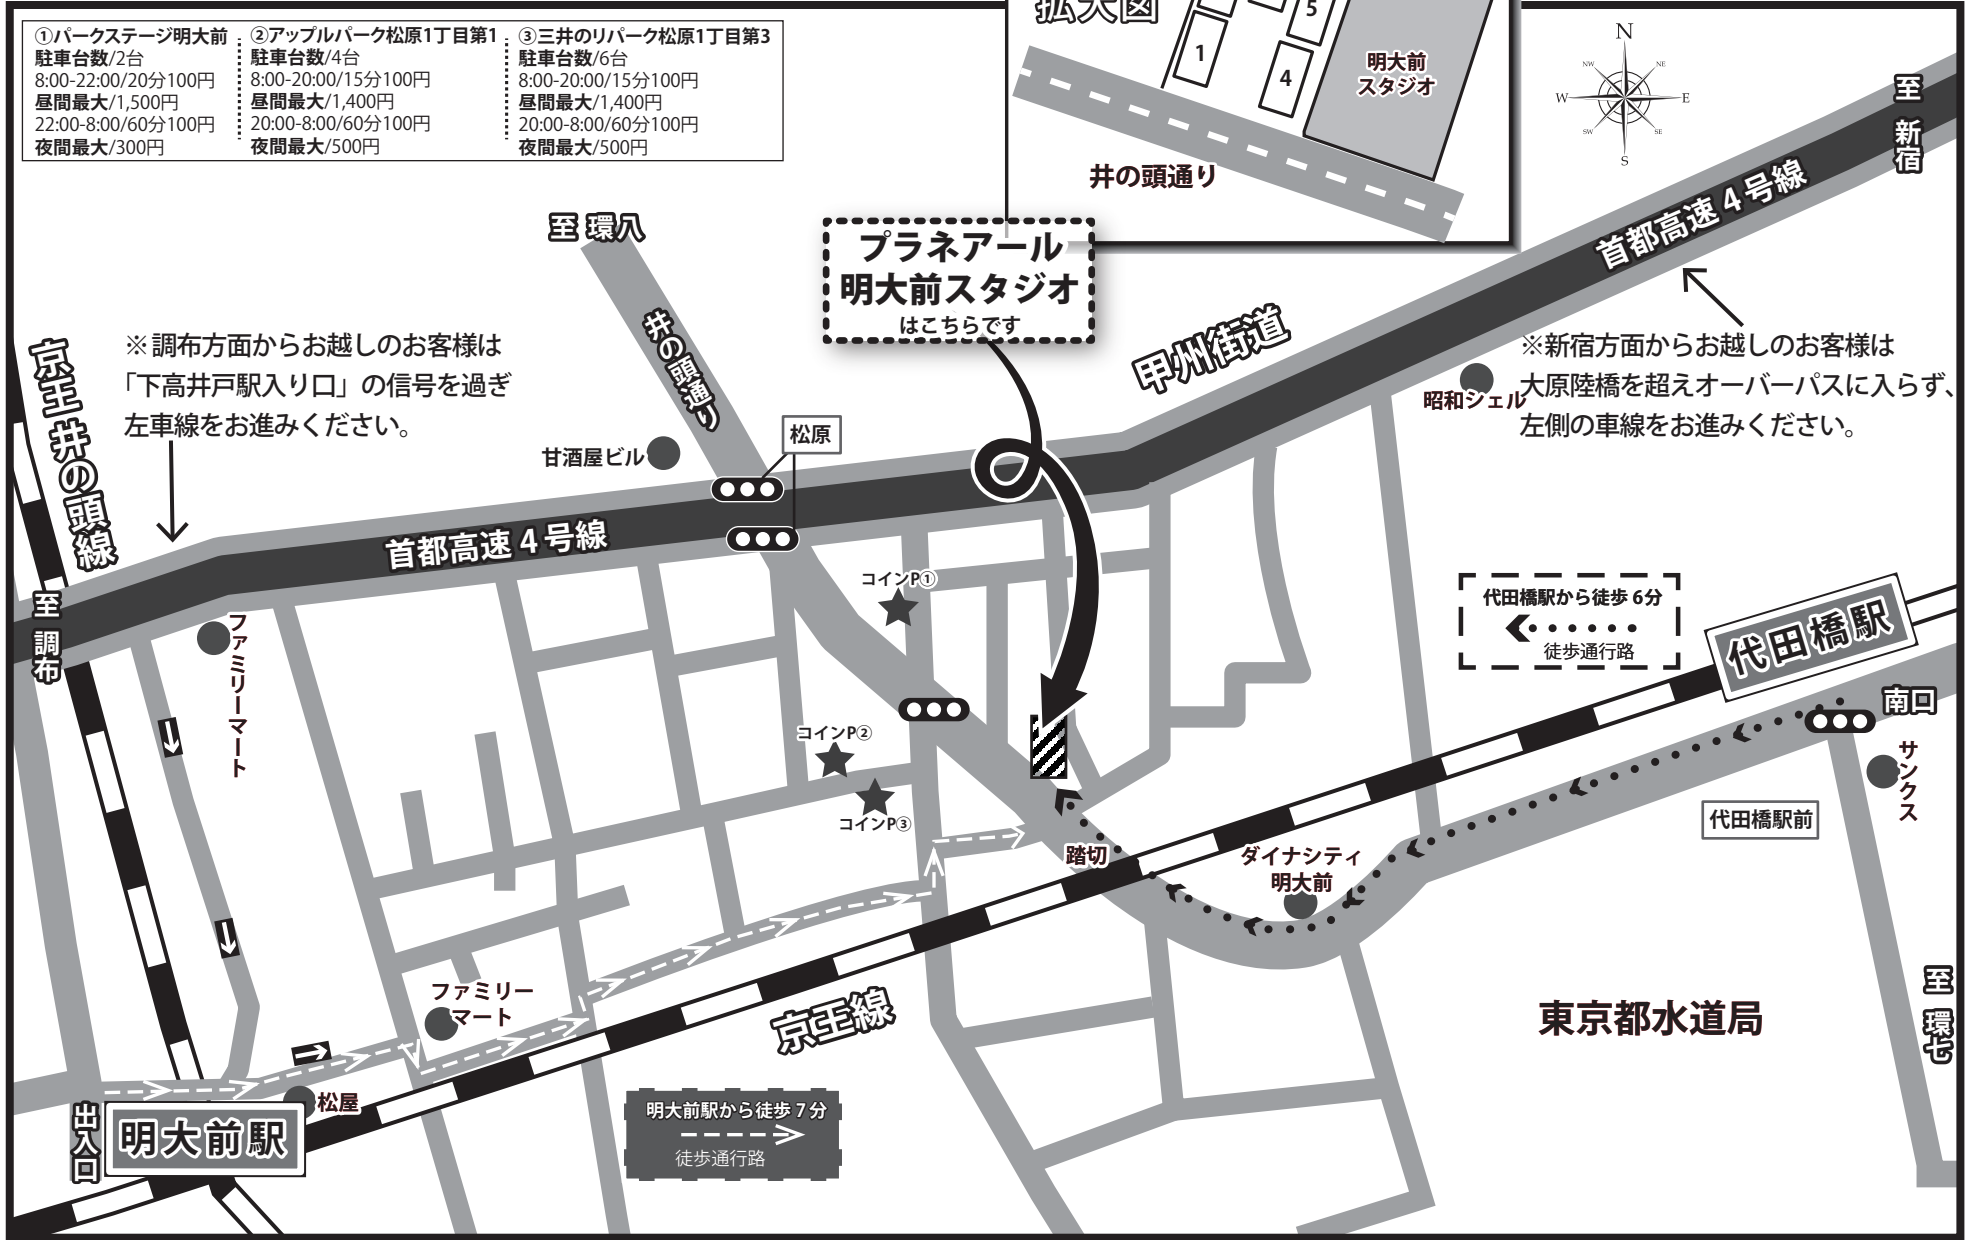 ①パークステージ明大前
駐車台数/2台
8:00-22:00/20分100円
昼間最大/1,500円
22:00-8:00/60分100円
夜間最大/300円
②アップルパーク松原1丁目第1
駐車台数/4台
8:00-20:00/15分100円
昼間最大/1,400円
20:00-8:00/60分100円
夜間最大/500円
③三井のリパーク松原1丁目第3
駐車台数/6台
8:00-20:00/15分100円
昼間最大/1,400円
20:00-8:00/60分100円
夜間最大/500円
拡大図
1
4
5
明大前
スタジオ
井の頭通り
N
NW
NE
W
E
SW
SE
S
至 新宿
首都高速4号線
至 環八
井の頭通り
プラネアール
明大前スタジオ
はこちらです
甲州街道
※新宿方面からお越しのお客様は
大原陸橋を超えオーバーパスに入らず、
左側の車線をお進みください。
昭和シェル
京王井の頭線
※調布方面からお越しのお客様は
「下高井戸駅入り口」の信号を過ぎ
左車線をお進みください。
甘酒屋ビル
松原
首都高速4号線
至 調布
ファミリーマート
コインP①
コインP②
コインP③
代田橋駅から徒歩6分
徒歩通行路
代田橋駅
南口
サンクス
代田橋駅前
踏切
ダイナシティ
明大前
ファミリー
マート
京王線
東京都水道局
至 環七
松屋
出入口
明大前駅
明大前駅から徒歩7分
徒歩通行路